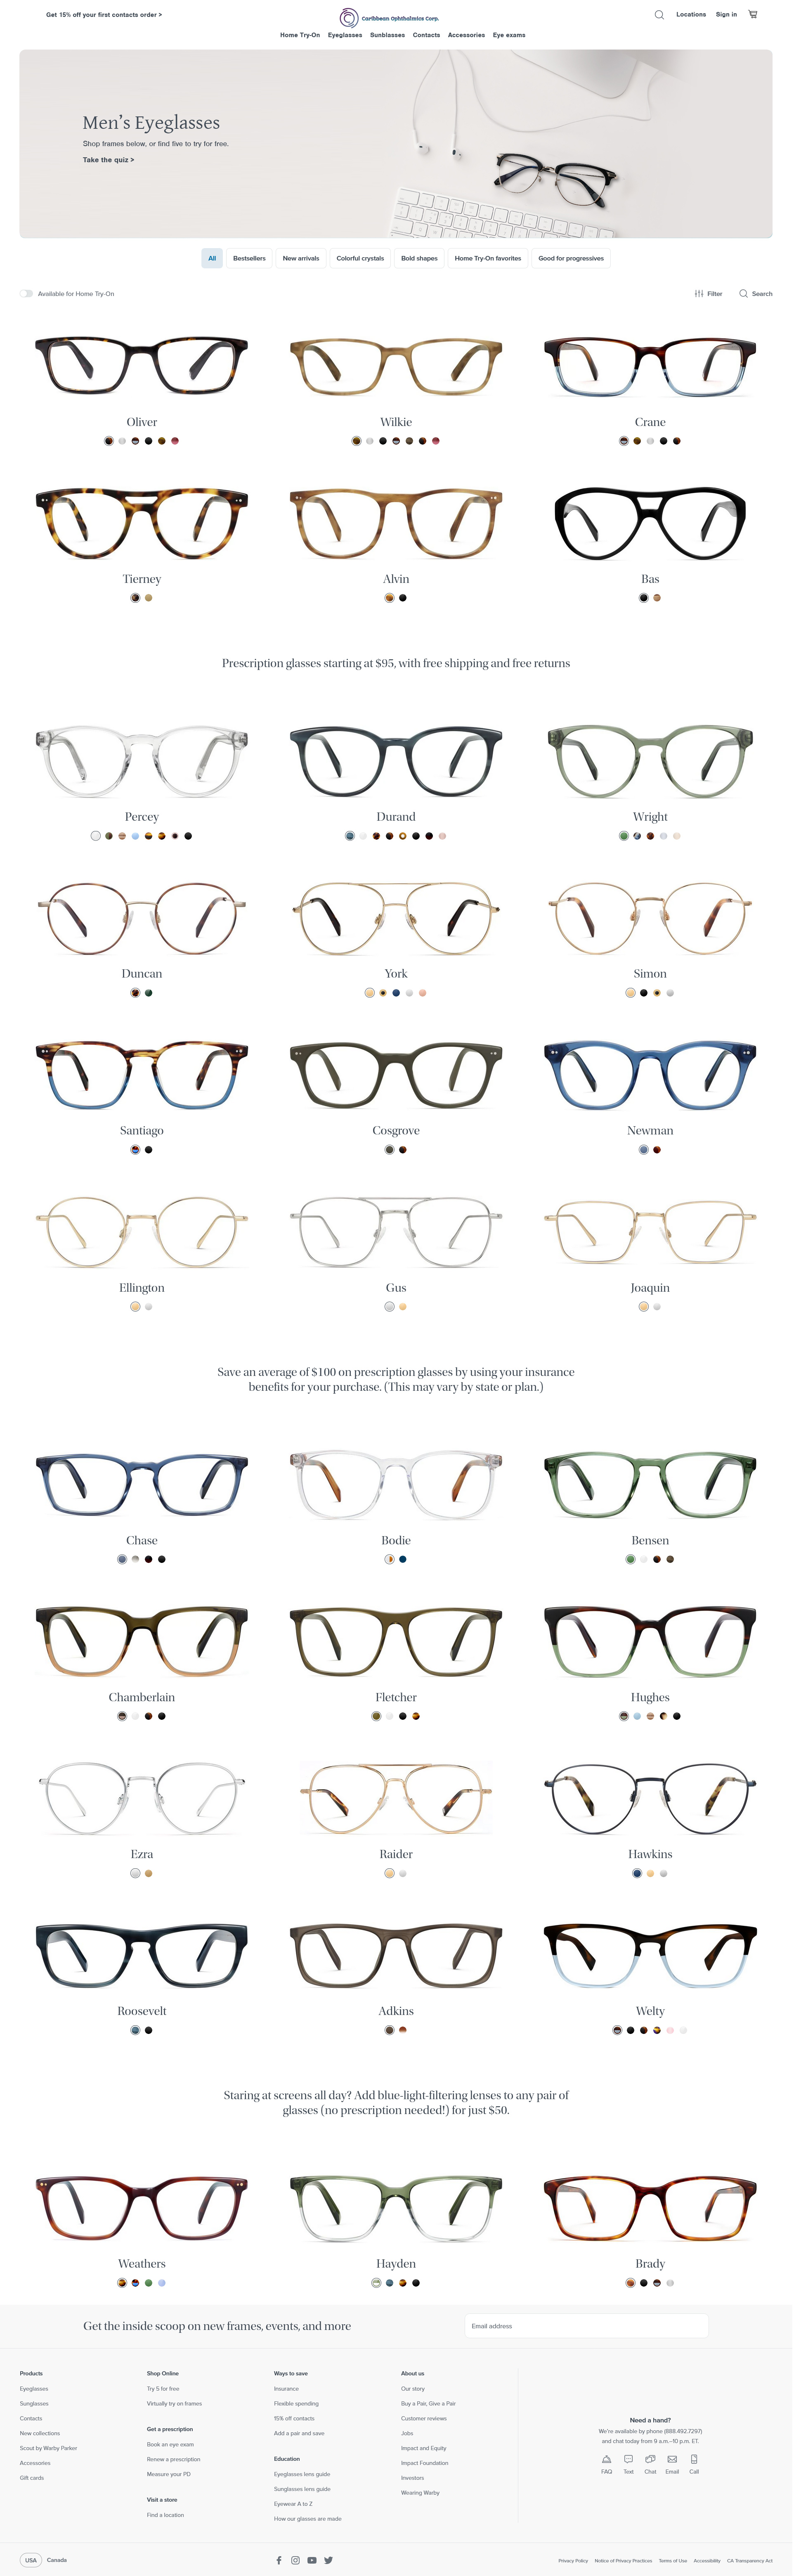 Get 15% off your first contacts order >
Caribbean Ophthalmics Corp.
Locations
Sign in
Home Try-On
Eyeglasses
Sunblasses
Contacts
Accessories
Eye exams
Men's Eyeglasses
Shop frames below, or find five to try for free.
Take the quiz >
All
Bestsellers
New arrivals
Colorful crystals
Bold shapes
Home Try-On favorites
Good for progressives
Available for Home Try-On
Filter
Search
Oliver
Wilkie
Crane
Tierney
Alvin
Bas
Prescription glasses starting at $95, with free shipping and free returns
Percey
Durand
Wright
Duncan
York
Simon
Santiago
Cosgrove
Newman
Ellington
Gus
Joaquin
Save an average of $100 on prescription glasses by using your insurance
benefits for your purchase. (This may vary by state or plan.)
Chase
Bodie
Bensen
Chamberlain
Fletcher
Hughes
Ezra
Raider
Hawkins
Roosevelt
Adkins
Welty
Staring at screens all day? Add blue-light-filtering lenses to any pair of
glasses (no prescription needed!) for just $50.
Weathers
Hayden
Brady
Get the inside scoop on new frames, events, and more
Email address
Products
Eyeglasses
Sunglasses
Contacts
New collections
Scout by Warby Parker
Accessories
Gift cards
Shop Online
Try 5 for free
Virtually try on frames
Get a prescription
Book an eye exam
Renew a prescription
Measure your PD
Visit a store
Find a location
Ways to save
Insurance
Flexible spending
15% off contacts
Add a pair and save
Education
Eyeglasses lens guide
Sunglasses lens guide
Eyewear A to Z
How our glasses are made
About us
Our story
Buy a Pair, Give a Pair
Customer reviews
Jobs
Impact and Equity
Impact Foundation
Investors
Wearing Warby
Need a hand?
We're available by phone (888.492.7297)
and chat today from 9 a.m.–10 p.m. ET.
FAQ
Text
Chat
Email
Call
USA
Canada
Privacy Policy
Notice of Privacy Practices
Terms of Use
Accessibility
CA Transparency Act